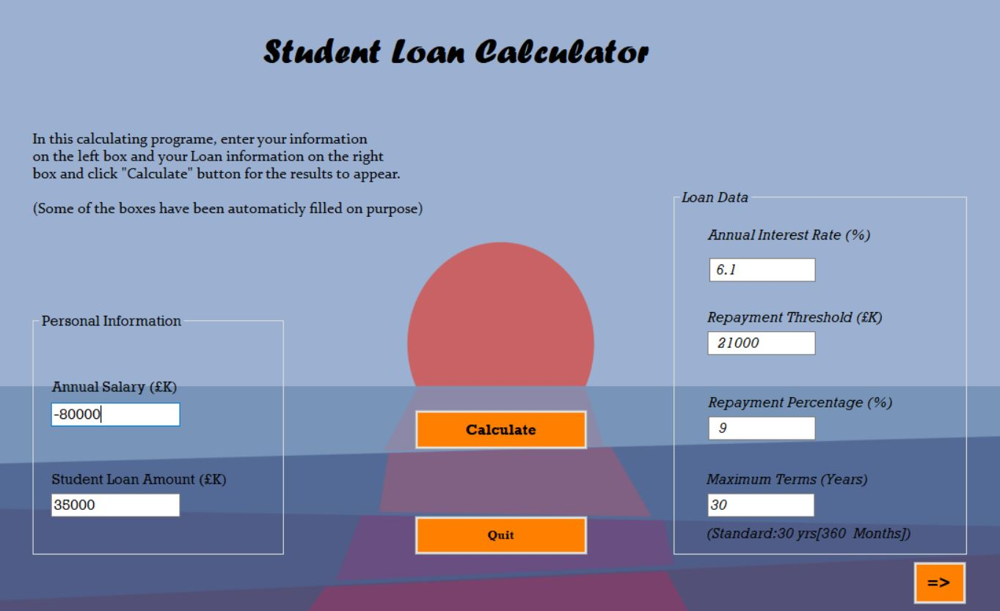 Student Loan Calculator
In this calculating programe, enter your information
on the left box and your Loan information on the right
box and click "Calculate" button for the results to appear.
(Some of the boxes have been automaticly filled on purpose)
Personal Information
Annual Salary (£K)
-80000
Student Loan Amount (£K)
35000
Calculate
Quit
Loan Data
Annual Interest Rate (%)
6.1
Repayment Threshold (£K)
21000
Repayment Percentage (%)
9
Maximum Terms (Years)
30
(Standard:30 yrs[360 Months])
=>